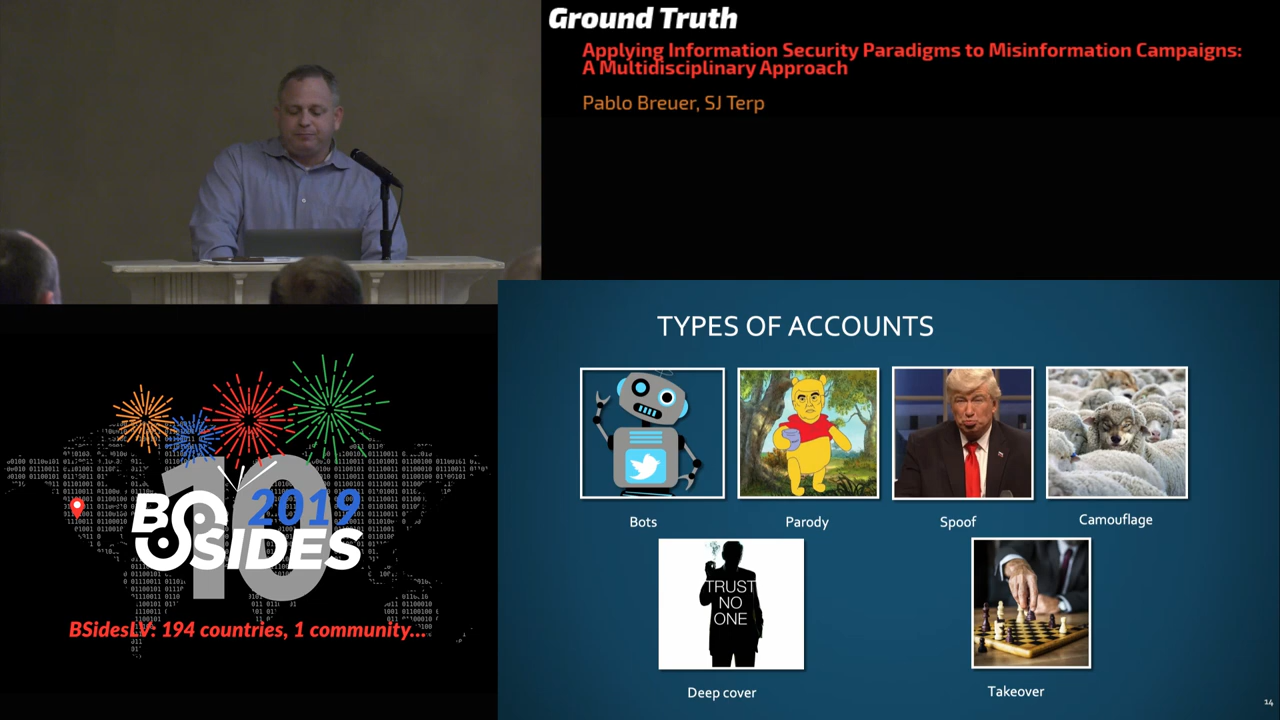 Ground Truth
Applying Information Security Paradigms to Misinformation Campaigns:
A Multidisciplinary Approach
Pablo Breuer, SJ Terp
TYPES OF ACCOUNTS
Bots
Parody
Spoof
Camouflage
TRUST
NO
ONE
Deep cover
Takeover
14
10
2019
BSIDES
BSidesLV: 194 countries, 1 community...